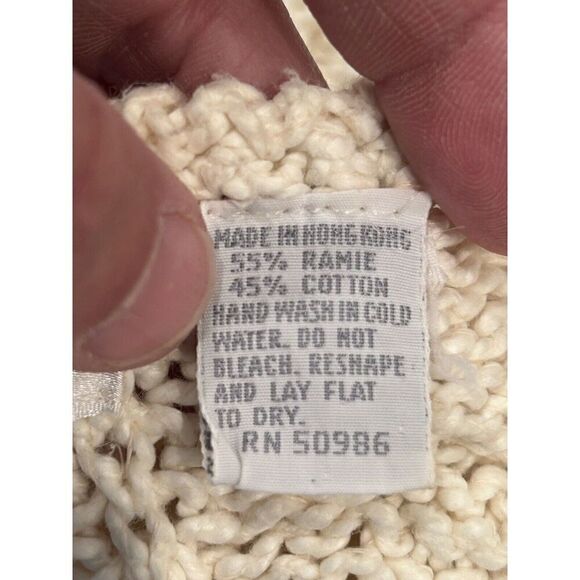 MADE IN HONG KONG
55% RAMIE
45% COTTON
HAND WASH IN COLD
WATER. DO NOT
BLEACH. RESHAPE
AND LAY FLAT
TO DRY.
RN 50986